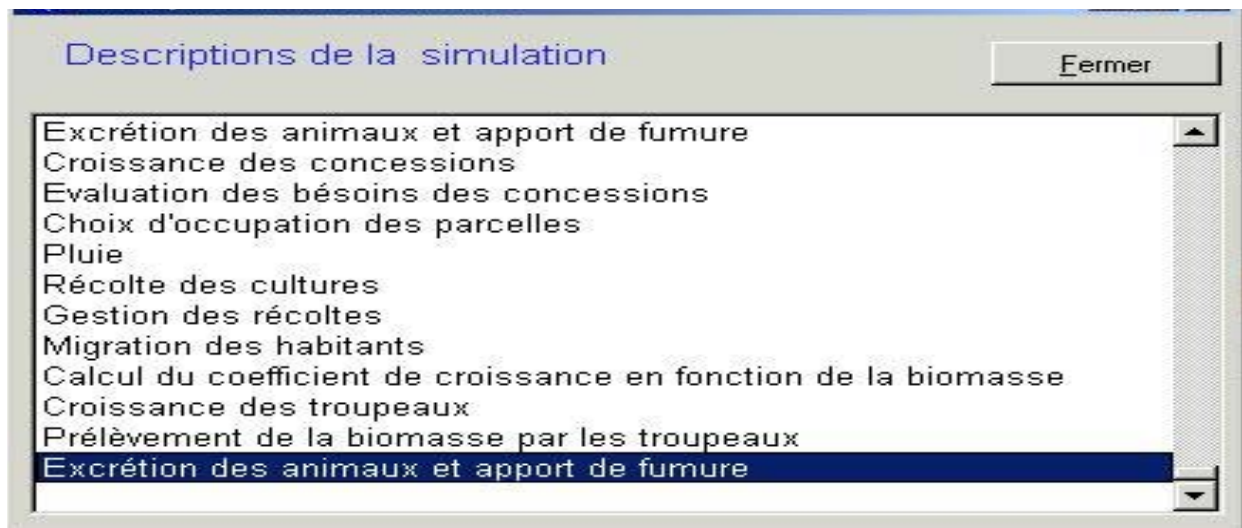 Descriptions de la simulation
Fermer
Excrétion des animaux et apport de fumure
Croissance des concessions
Evaluation des bésoins des concessions
Choix d'occupation des parcelles
Pluie
Récolte des cultures
Gestion des récoltes
Migration des habitants
Calcul du coefficient de croissance en fonction de la biomasse
Croissance des troupeaux
Prélèvement de la biomasse par les troupeaux
Excrétion des animaux et apport de fumure